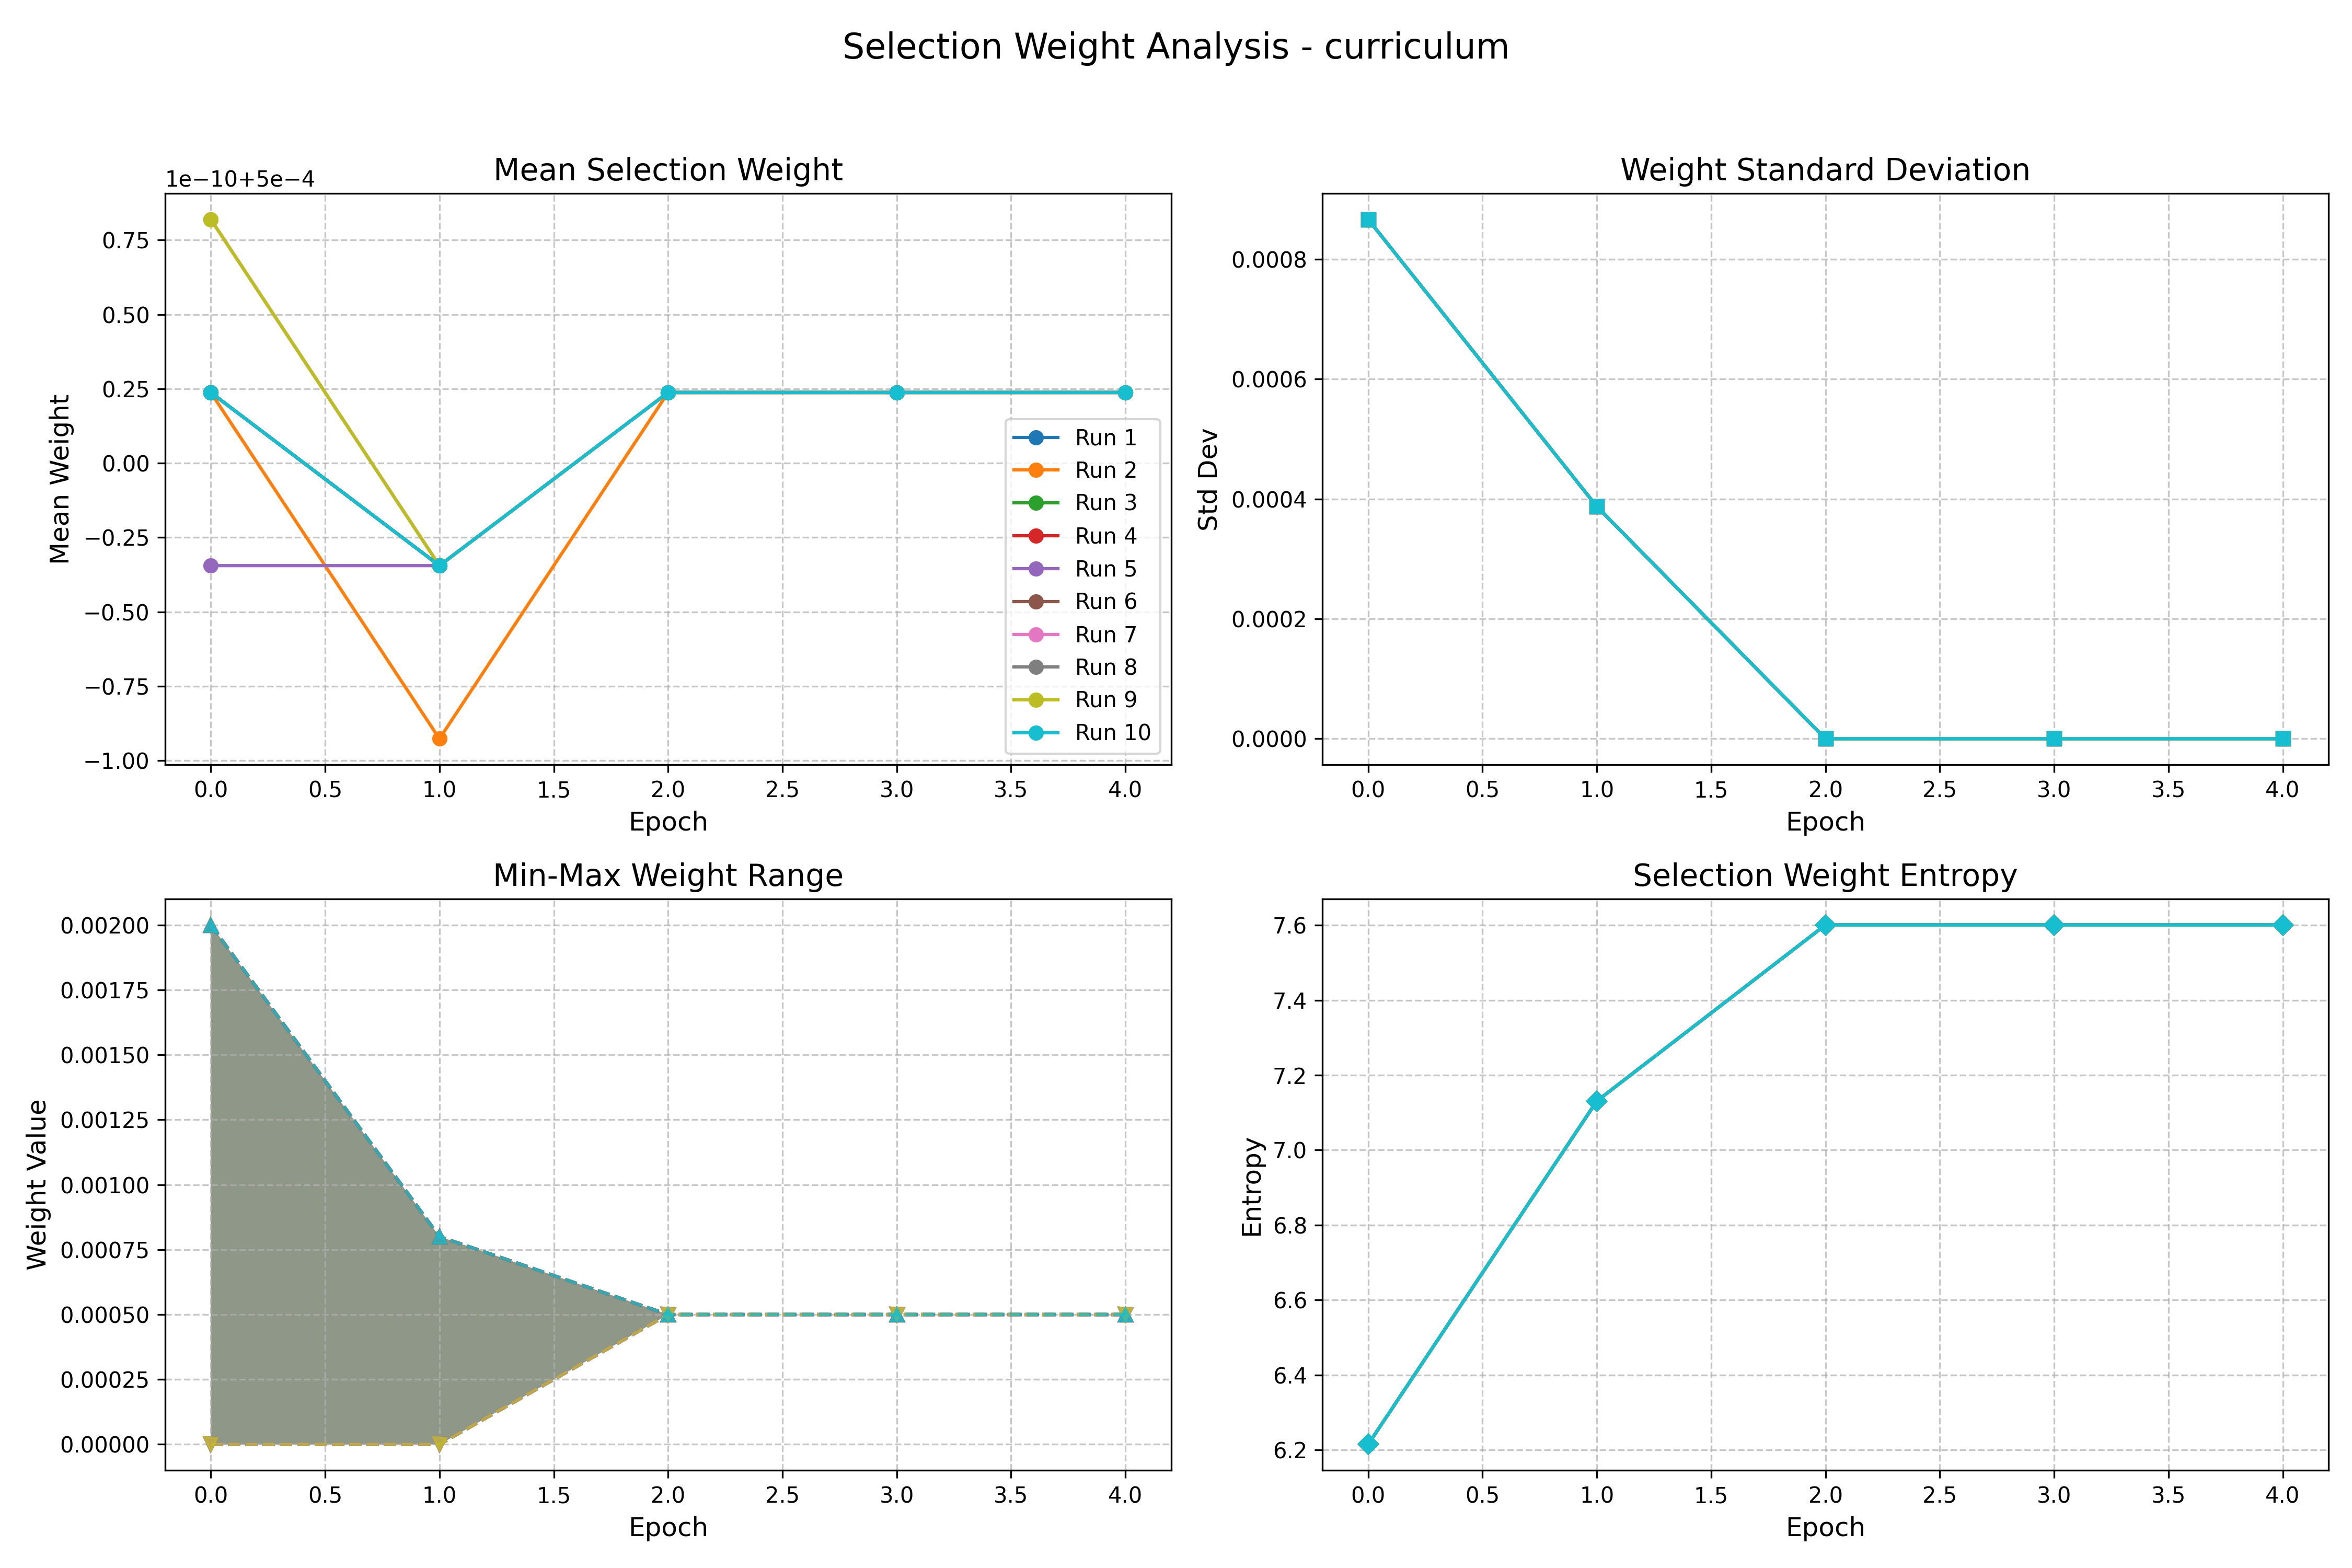 Selection Weight Analysis - curriculum
Mean Selection Weight
1e−10+5e−4
0.75
0.50
0.25
0.00
−0.25
−0.50
−0.75
−1.00
Mean Weight
0.0 0.5 1.0 1.5 2.0 2.5 3.0 3.5 4.0
Epoch
Run 1
Run 2
Run 3
Run 4
Run 5
Run 6
Run 7
Run 8
Run 9
Run 10
Weight Standard Deviation
0.0008
0.0006
0.0004
0.0002
0.0000
Std Dev
0.0 0.5 1.0 1.5 2.0 2.5 3.0 3.5 4.0
Epoch
Min-Max Weight Range
0.00200
0.00175
0.00150
0.00125
0.00100
0.00075
0.00050
0.00025
0.00000
Weight Value
0.0 0.5 1.0 1.5 2.0 2.5 3.0 3.5 4.0
Epoch
Selection Weight Entropy
7.6
7.4
7.2
7.0
6.8
6.6
6.4
6.2
Entropy
0.0 0.5 1.0 1.5 2.0 2.5 3.0 3.5 4.0
Epoch